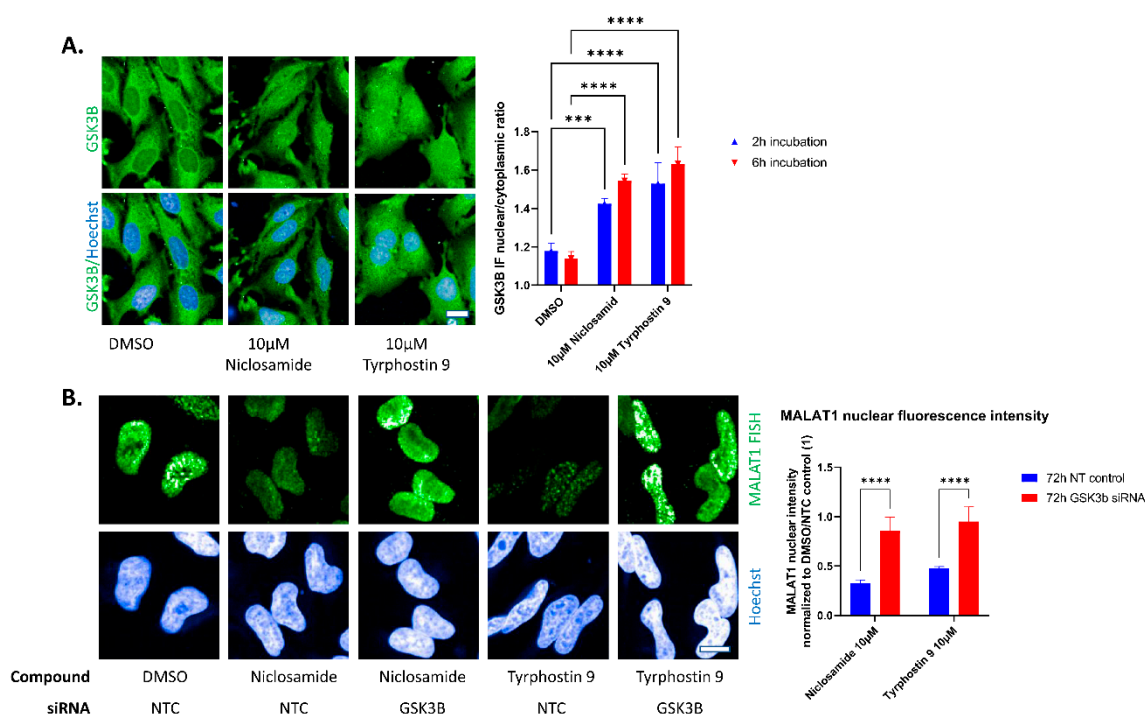 A.
GSK3B
GSK3B/Hoechst
DMSO
10µM
Niclosamide
10µM
Tyrphostin 9
****
****
****
***
GSK3B IF nuclear/cytoplasmic ratio
1.8
1.6
1.4
1.2
1.0
DMSO
10µM Niclosamid
10µM Tyrphostin 9
2h incubation
6h incubation
B.
MALAT1 FISH
Hoechst
Compound DMSO Niclosamide Niclosamide Tyrphostin 9 Tyrphostin 9
siRNA NTC NTC GSK3B NTC GSK3B
MALAT1 nuclear fluorescence intensity
MALAT1 nuclear intensity
normalized to DMSO/NTC control (1)
1.5
1.0
0.5
0.0
**** ****
Niclosamide 10µM
Tyrphostin 9 10µM
72h NT control
72h GSK3b siRNA